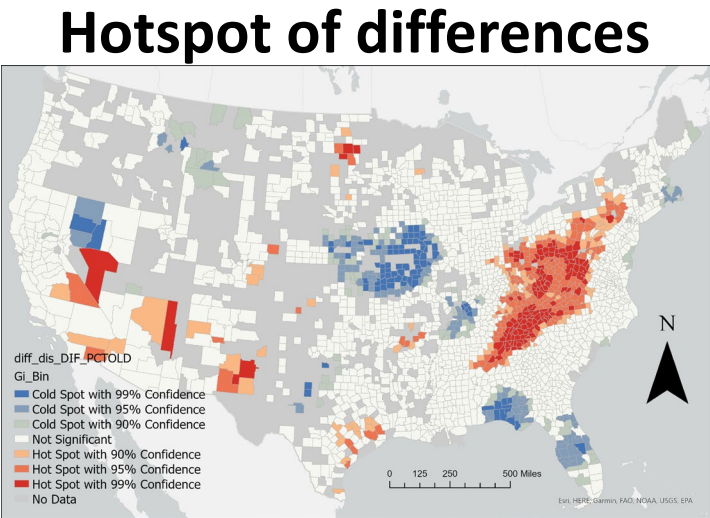 Hotspot of differences
N
diff_dis_DIF_PCTOLD
Gi_Bin
Cold Spot with 99% Confidence
Cold Spot with 95% Confidence
Cold Spot with 90% Confidence
Not Significant
Hot Spot with 90% Confidence
Hot Spot with 95% Confidence
Hot Spot with 99% Confidence
No Data
0 125 250 500 Miles
Esri, HERE, Garmin, FAO, NOAA, USGS, EPA